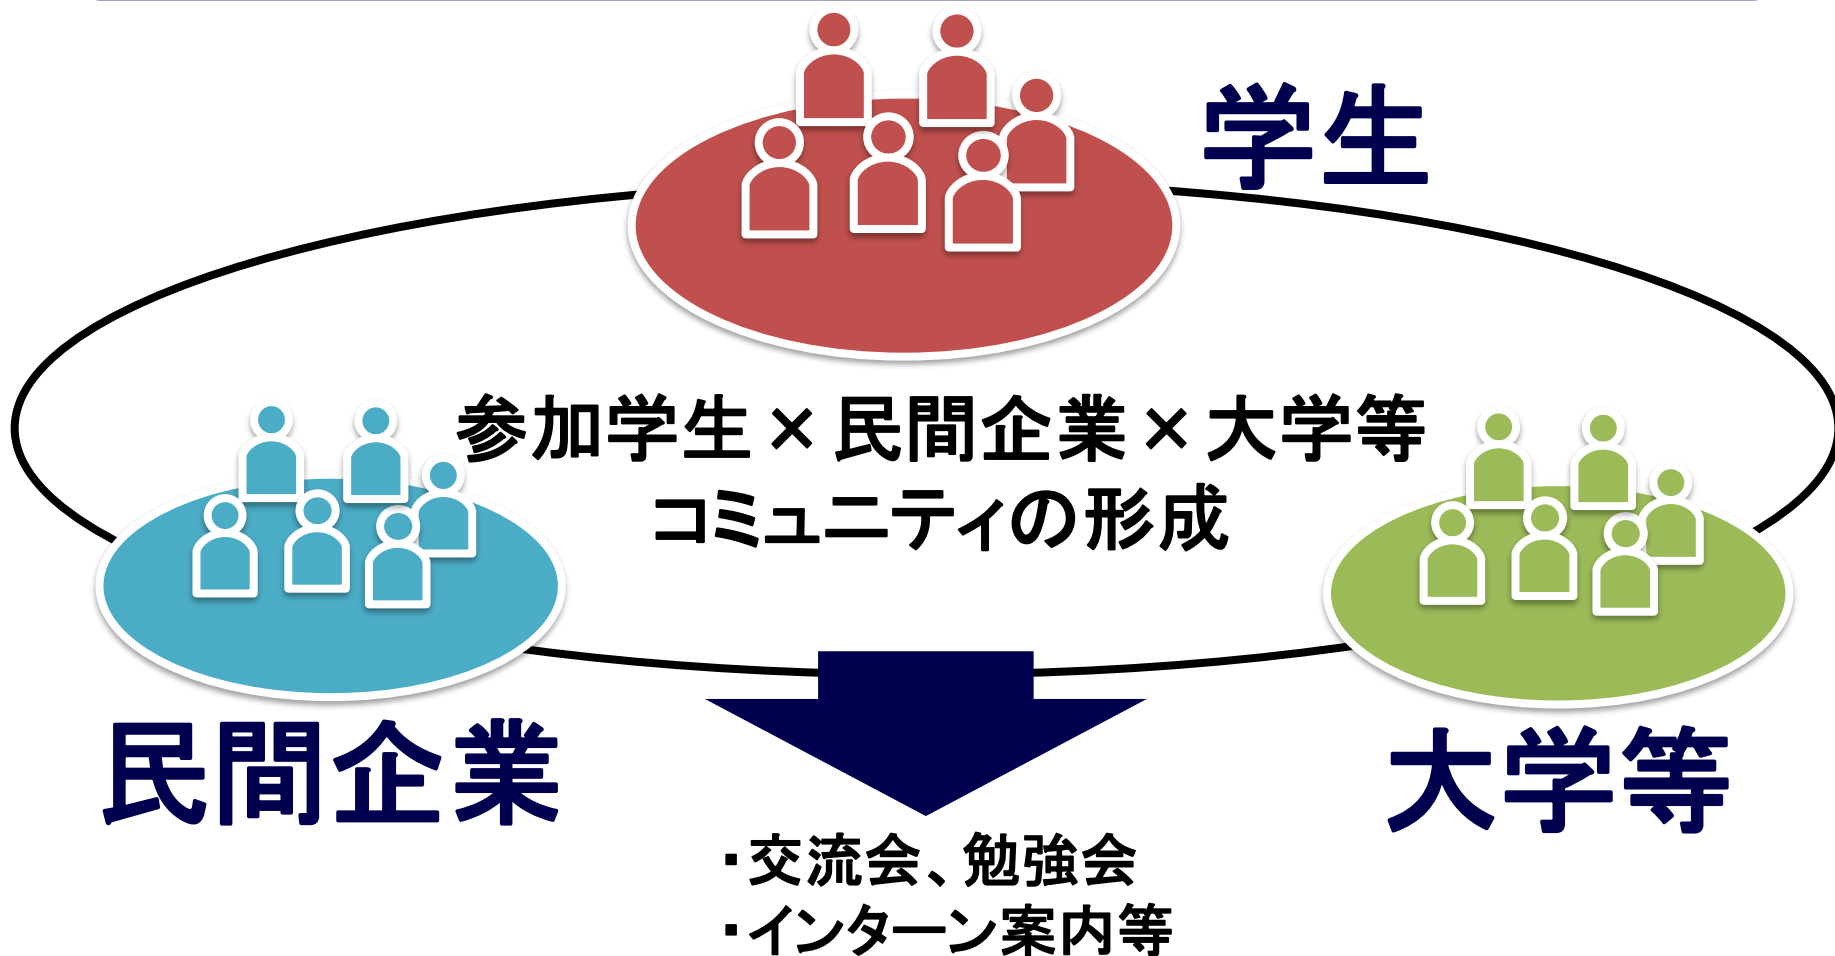 学生
参加学生×民間企業×大学等
コミュニティの形成
民間企業
大学等
・交流会、勉強会
・インターン案内等